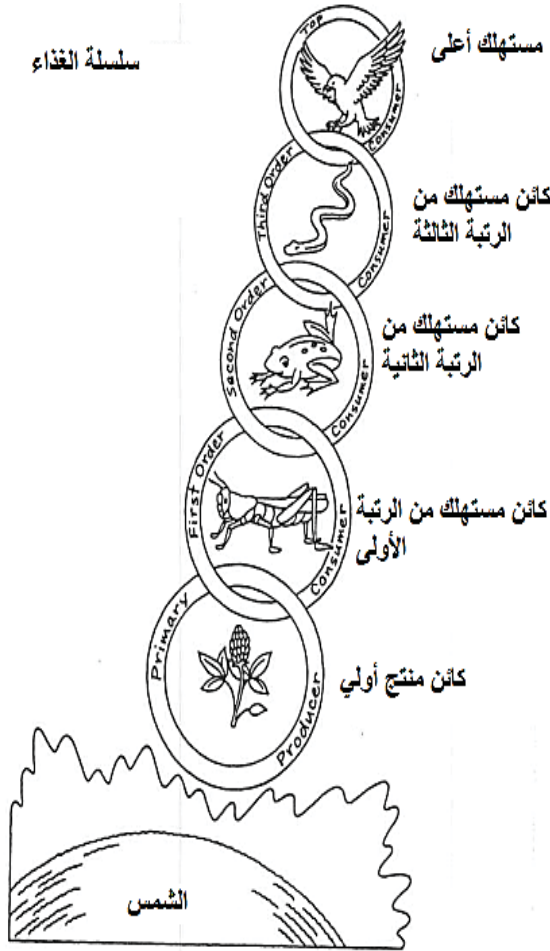 مستهلك أعلى
سلسلة الغذاء
Top Consumer
كائن مستهلك من
الرتبة الثالثة
Third Order Consumer
كائن مستهلك من
الرتبة الثانية
Second Order Consumer
كائن مستهلك من الرتبة
الأولى
First Order Consumer
كائن منتج أولي
Primary Producer
الشمس